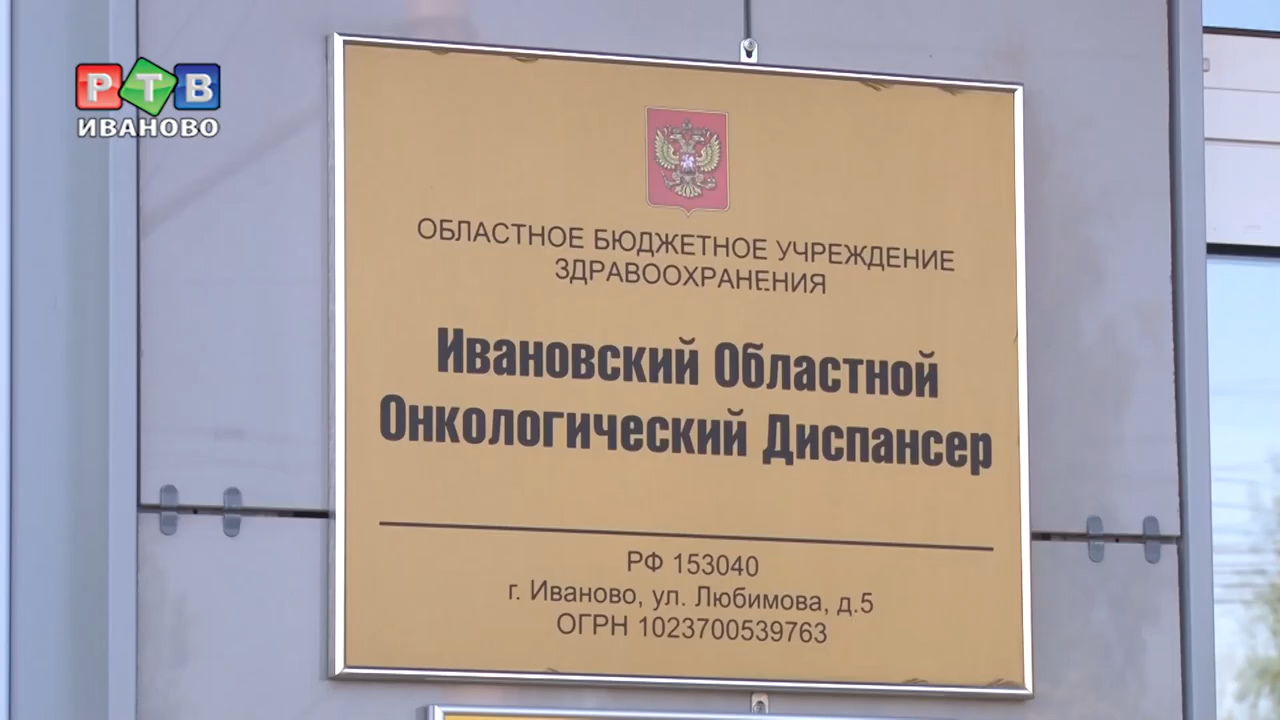 РТВ
ИВАНОВО
ОБЛАСТНОЕ БЮДЖЕТНОЕ УЧРЕЖДЕНИЕ
ЗДРАВООХРАНЕНИЯ
Ивановский Областной
Онкологический Диспансер
РФ 153040
г. Иваново, ул. Любимова, д.5
ОГРН 1023700539763